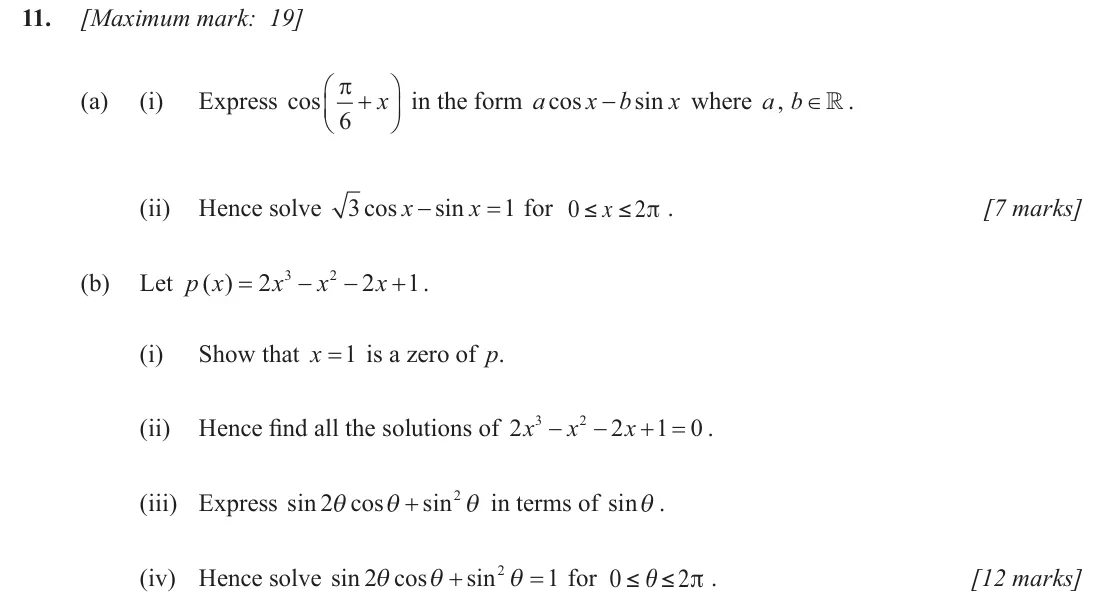 11. [Maximum mark: 19]
(a) (i) Express cos(π/6 + x) in the form a cos x − b sin x where a, b ∈ ℝ.
(ii) Hence solve √3 cos x − sin x = 1 for 0 ≤ x ≤ 2π. [7 marks]
(b) Let p(x) = 2x³ − x² − 2x + 1.
(i) Show that x = 1 is a zero of p.
(ii) Hence find all the solutions of 2x³ − x² − 2x + 1 = 0.
(iii) Express sin 2θ cos θ + sin² θ in terms of sin θ.
(iv) Hence solve sin 2θ cos θ + sin² θ = 1 for 0 ≤ θ ≤ 2π. [12 marks]